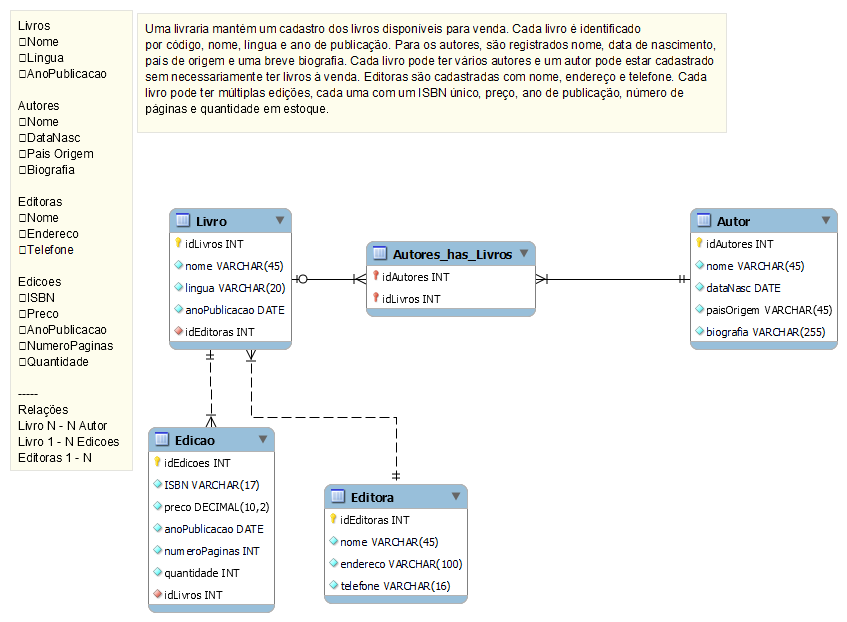 Livros
Nome
Lingua
AnoPublicacao
Autores
Nome
DataNasc
Pais Origem
Biografia
Editoras
Nome
Endereco
Telefone
Edicoes
ISBN
Preco
AnoPublicacao
NumeroPaginas
Quantidade
-----
Relações
Livro N - N Autor
Livro 1 - N Edicoes
Editoras 1 - N
Uma livraria mantém um cadastro dos livros disponíveis para venda. Cada livro é identificado
por código, nome, língua e ano de publicação. Para os autores, são registrados nome, data de nascimento,
país de origem e uma breve biografia. Cada livro pode ter vários autores e um autor pode estar cadastrado
sem necessariamente ter livros à venda. Editoras são cadastradas com nome, endereço e telefone. Cada
livro pode ter múltiplas edições, cada uma com um ISBN único, preço, ano de publicação, número de
páginas e quantidade em estoque.
Livro
idLivros INT
nome VARCHAR(45)
lingua VARCHAR(20)
anoPublicacao DATE
idEditoras INT
Autores_has_Livros
idAutores INT
idLivros INT
Autor
idAutores INT
nome VARCHAR(45)
dataNasc DATE
paisOrigem VARCHAR(45)
biografia VARCHAR(255)
Edicao
idEdicoes INT
ISBN VARCHAR(17)
preco DECIMAL(10,2)
anoPublicacao DATE
numeroPaginas INT
quantidade INT
idLivros INT
Editora
idEditoras INT
nome VARCHAR(45)
endereco VARCHAR(100)
telefone VARCHAR(16)